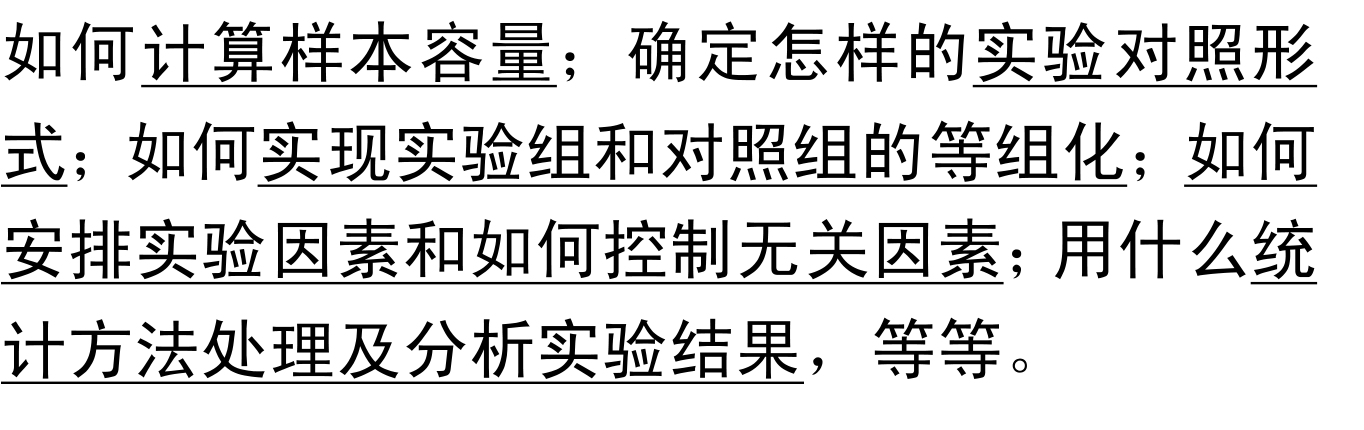 如何计算样本容量；确定怎样的实验对照形
式；如何实现实验组和对照组的等组化；如何
安排实验因素和如何控制无关因素；用什么统
计方法处理及分析实验结果，等等。